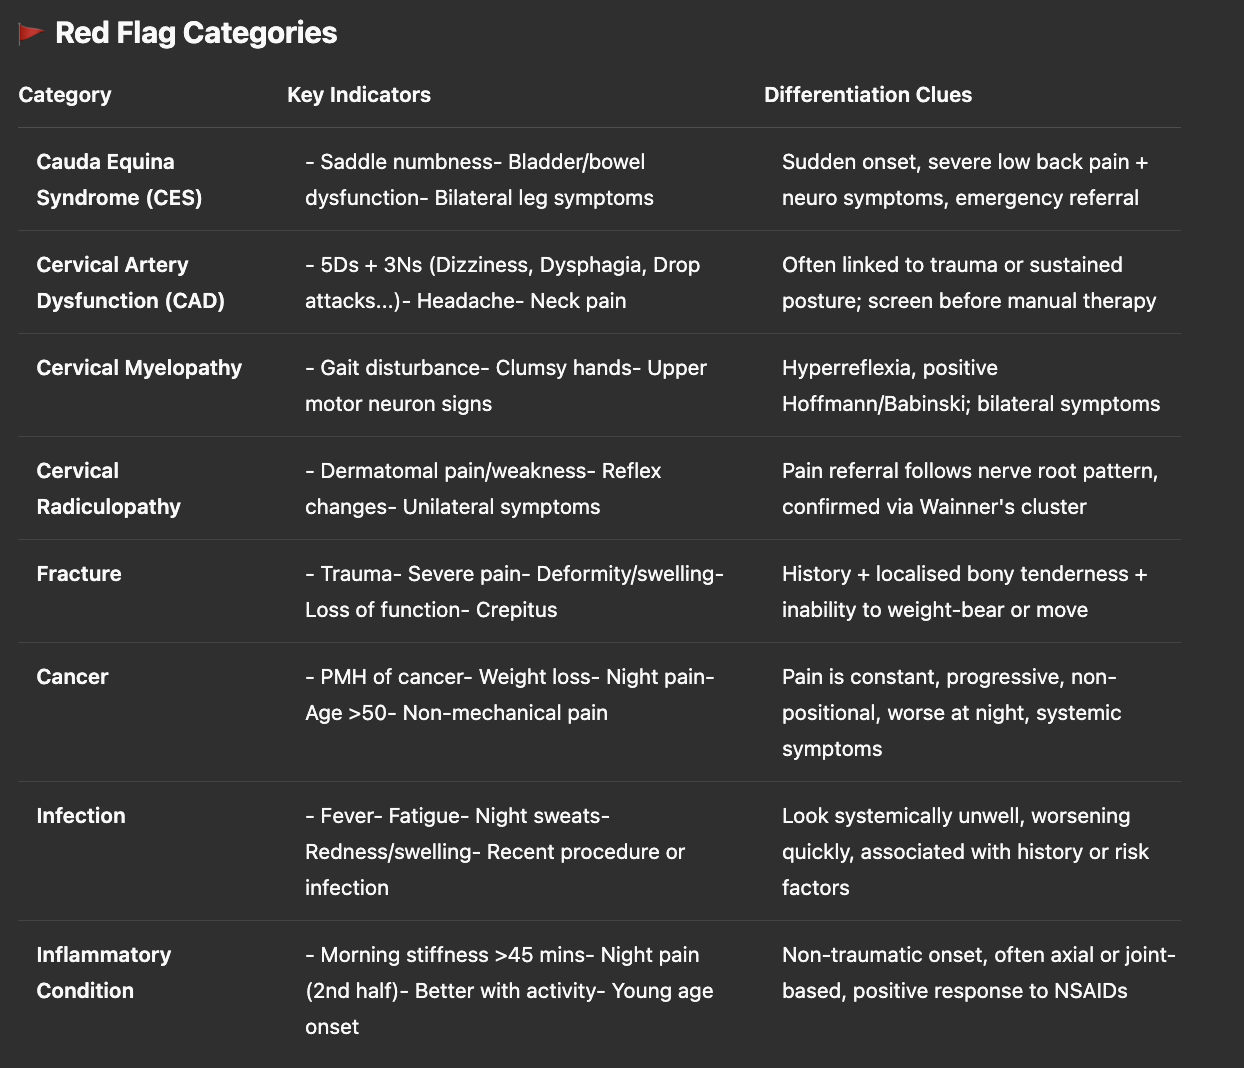 Red Flag Categories
Category Key Indicators Differentiation Clues
Cauda Equina
Syndrome (CES)
- Saddle numbness- Bladder/bowel
dysfunction- Bilateral leg symptoms
Sudden onset, severe low back pain +
neuro symptoms, emergency referral
Cervical Artery
Dysfunction (CAD)
- 5Ds + 3Ns (Dizziness, Dysphagia, Drop
attacks...)- Headache- Neck pain
Often linked to trauma or sustained
posture; screen before manual therapy
Cervical Myelopathy
- Gait disturbance- Clumsy hands- Upper
motor neuron signs
Hyperreflexia, positive
Hoffmann/Babinski; bilateral symptoms
Cervical
Radiculopathy
- Dermatomal pain/weakness- Reflex
changes- Unilateral symptoms
Pain referral follows nerve root pattern,
confirmed via Wainner's cluster
Fracture
- Trauma- Severe pain- Deformity/swelling-
Loss of function- Crepitus
History + localised bony tenderness +
inability to weight-bear or move
Cancer
- PMH of cancer- Weight loss- Night pain-
Age >50- Non-mechanical pain
Pain is constant, progressive, non-
positional, worse at night, systemic
symptoms
Infection
- Fever- Fatigue- Night sweats-
Redness/swelling- Recent procedure or
infection
Look systemically unwell, worsening
quickly, associated with history or risk
factors
Inflammatory
Condition
- Morning stiffness >45 mins- Night pain
(2nd half)- Better with activity- Young age
onset
Non-traumatic onset, often axial or joint-
based, positive response to NSAIDs